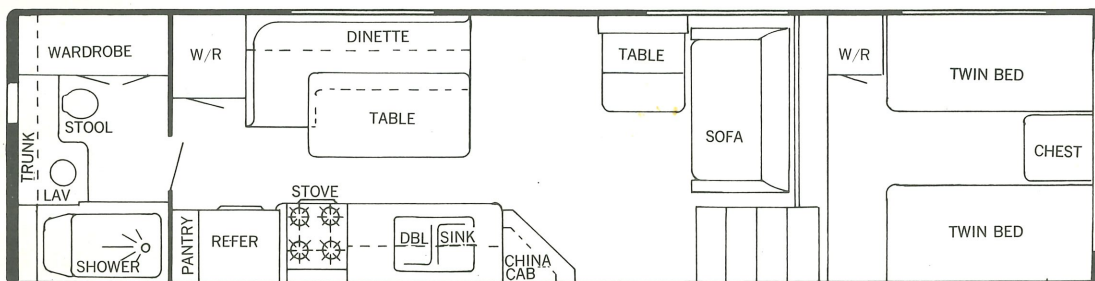 WARDROBE
W/R
DINETTE
TABLE
STOOL
TRUNK
LAV
SHOWER
PANTRY
REFER
STOVE
TABLE
DBL SINK
CHINA
CAB
SOFA
W/R
TWIN BED
CHEST
TWIN BED